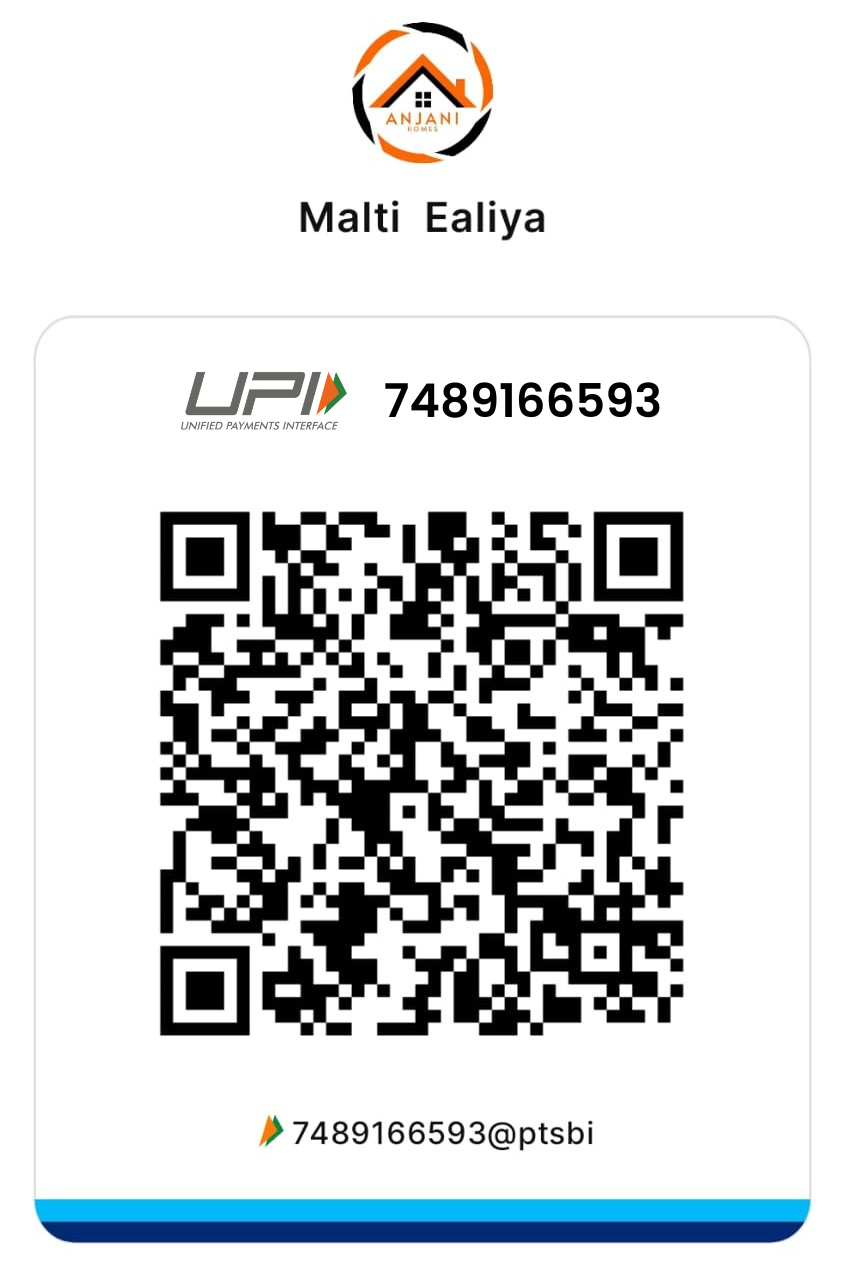 ANJANI
HOMES
Malti Ealiya
UPI 7489166593
UNIFIED PAYMENTS INTERFACE
7489166593@ptsbi